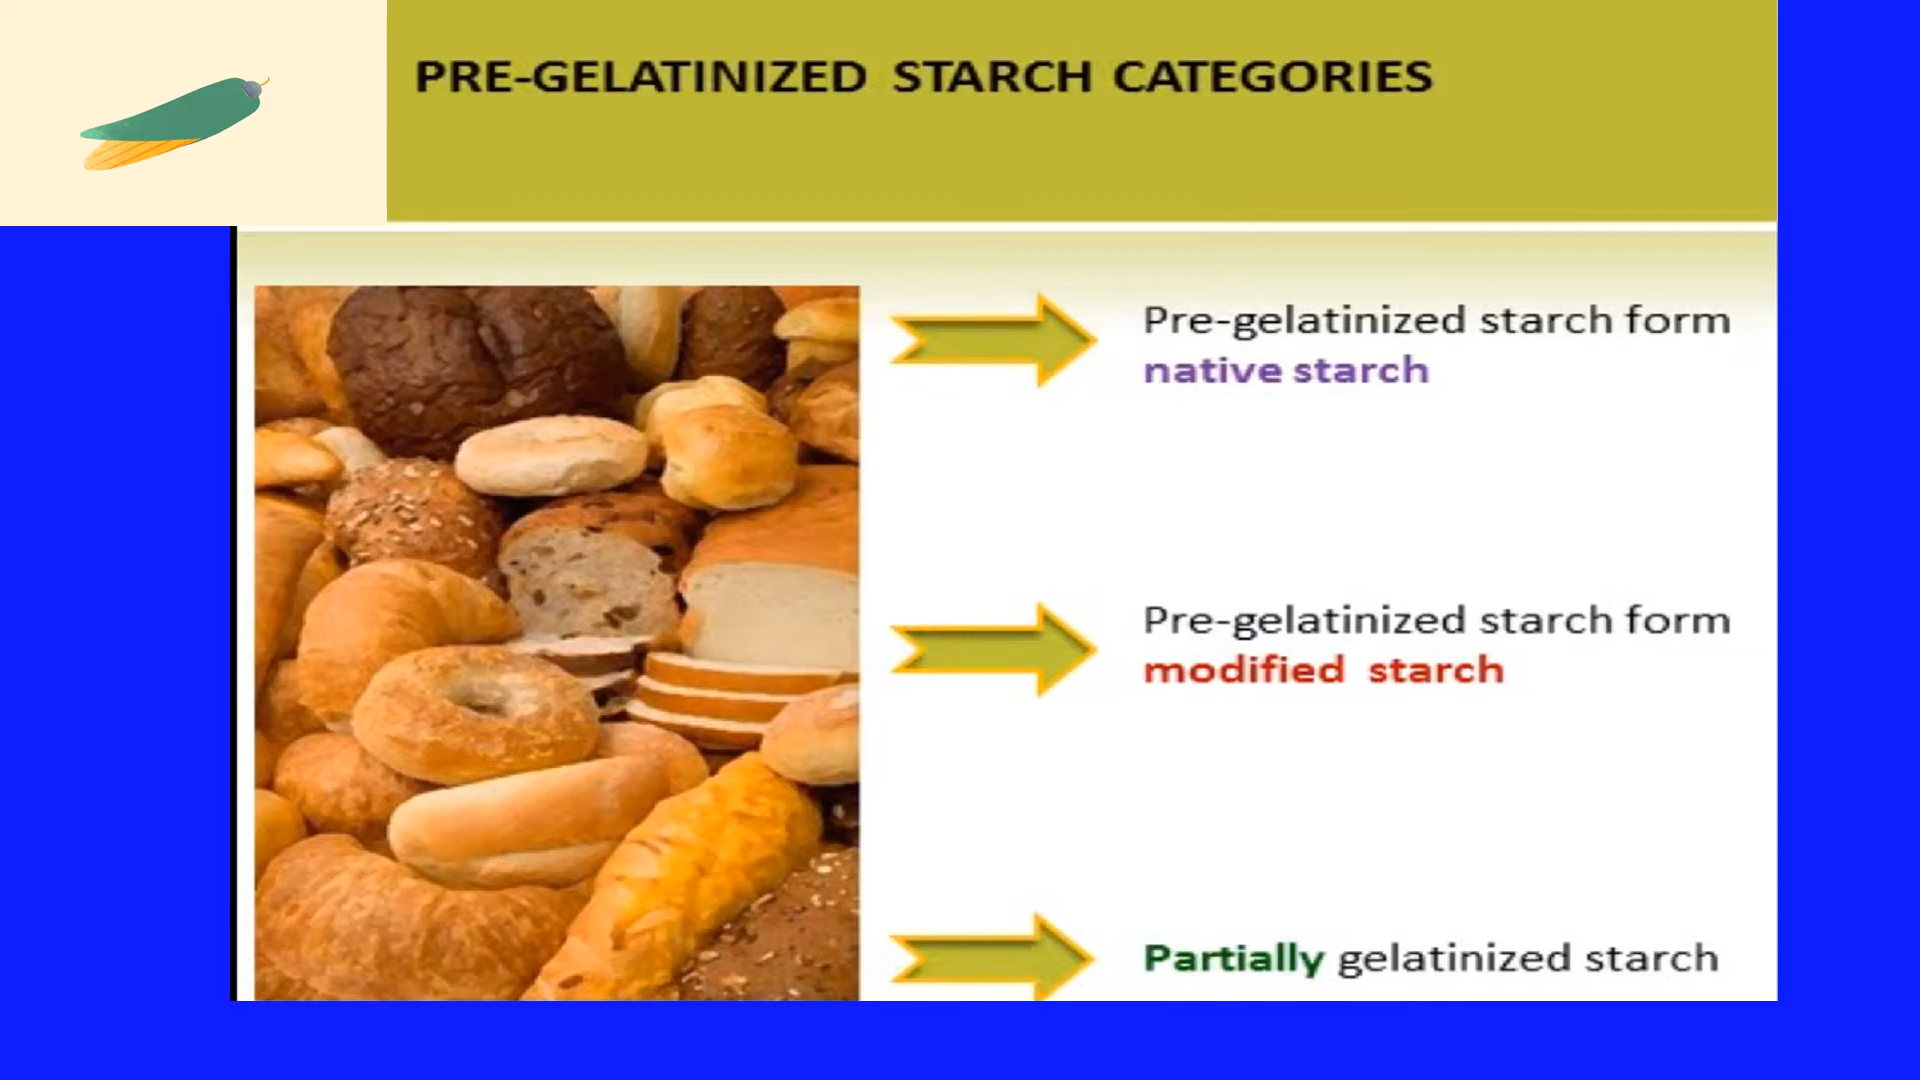 PRE-GELATINIZED STARCH CATEGORIES
Pre-gelatinized starch form
native starch
Pre-gelatinized starch form
modified starch
Partially gelatinized starch